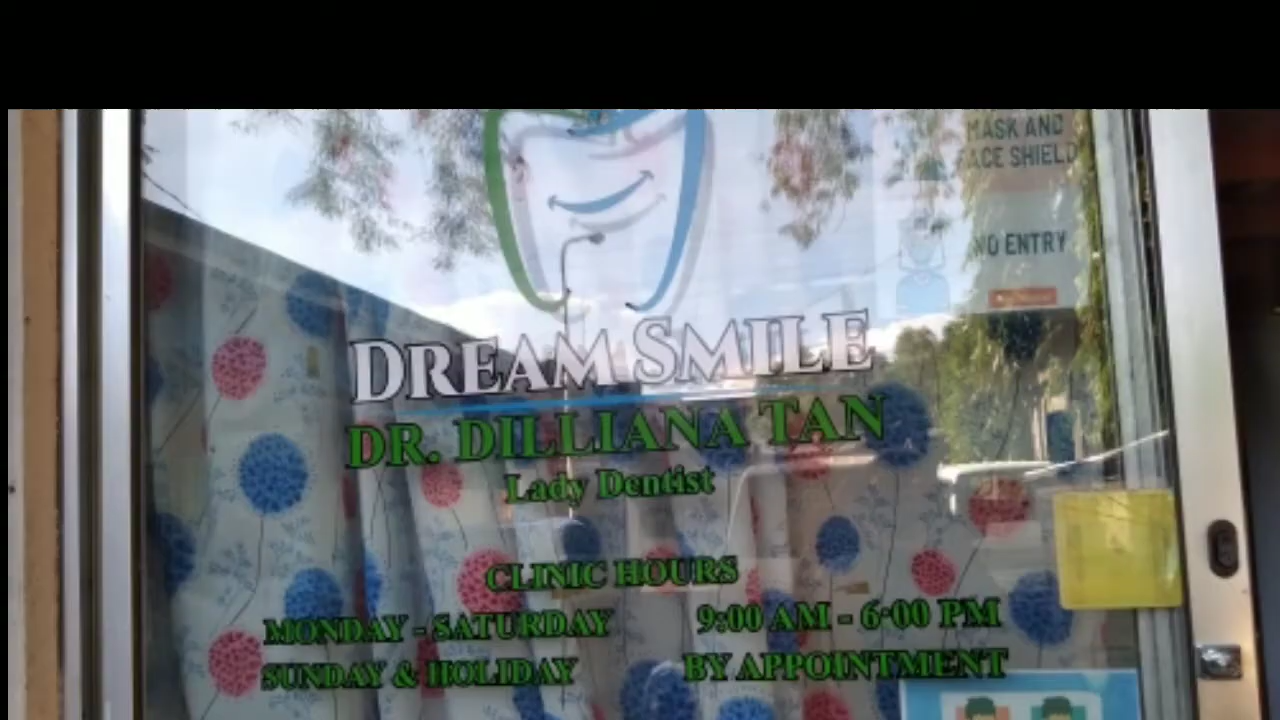 MASK AND
FACE SHIELD
NO ENTRY
DREAM SMILE
DR. DILLIANA TAN
Lady Dentist
CLINIC HOURS
MONDAY - SATURDAY 9:00 AM - 6:00 PM
SUNDAY & HOLIDAY BY APPOINTMENT